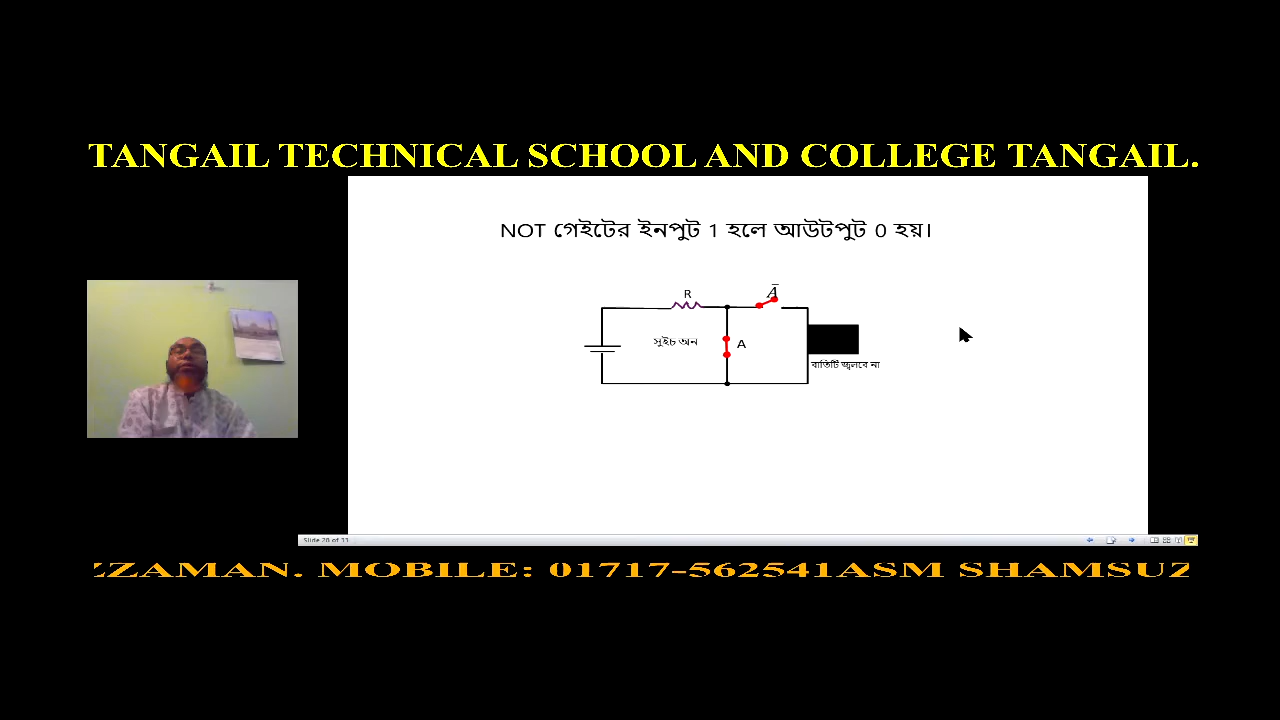 TANGAIL TECHNICAL SCHOOL AND COLLEGE TANGAIL.
NOT গেইটের ইনপুট 1 হলে আউটপুট 0 হয়।
R
Ā
সুইচ অন
A
বাতিটি জ্বলবে না
ZZAMAN. MOBILE: 01717-562541ASM SHAMSUZ